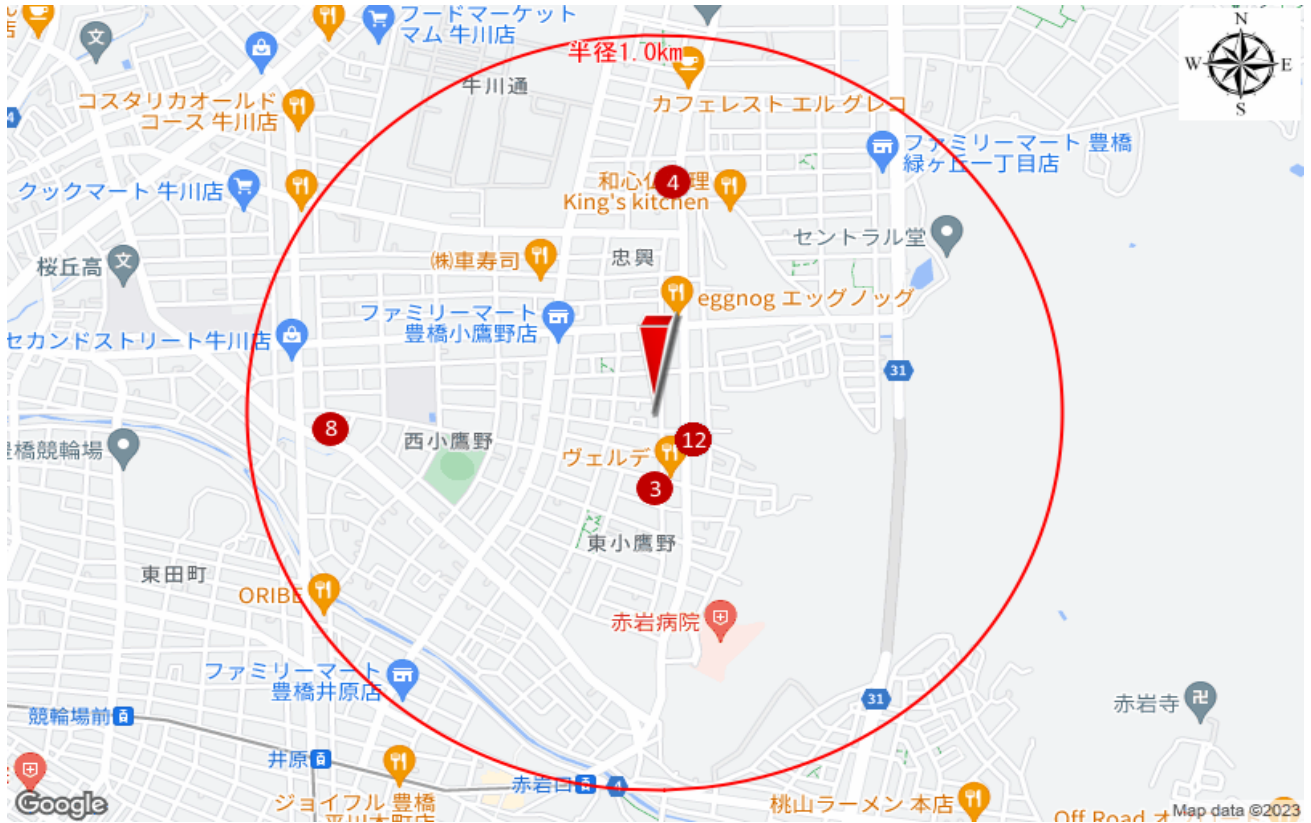 フードマーケット
マム 牛川店
半径1.0km
N
W
E
S
文
牛川通
コスタリカオールド
コース 牛川店
カフェレスト エル グレコ
4
ファミリーマート 豊橋
緑ヶ丘一丁目店
クックマート 牛川店
4
King's kitchen
セントラル堂
桜丘高
文
(株)車寿司
忠興
eggnog エッグノッグ
ファミリーマート
豊橋小鷹野店
セカンドストリート牛川店
31
8
西小鷹野
ヴェルデ
12
3
橋競輪場
東小鷹野
東田町
ORIBE
赤岩病院
ファミリーマート
豊橋井原店
31
赤岩寺
競輪場前
井原
赤岩口
4
ジョイフル 豊橋
桃山ラーメン 本店
Google
Off Road オ
Map data ©2023